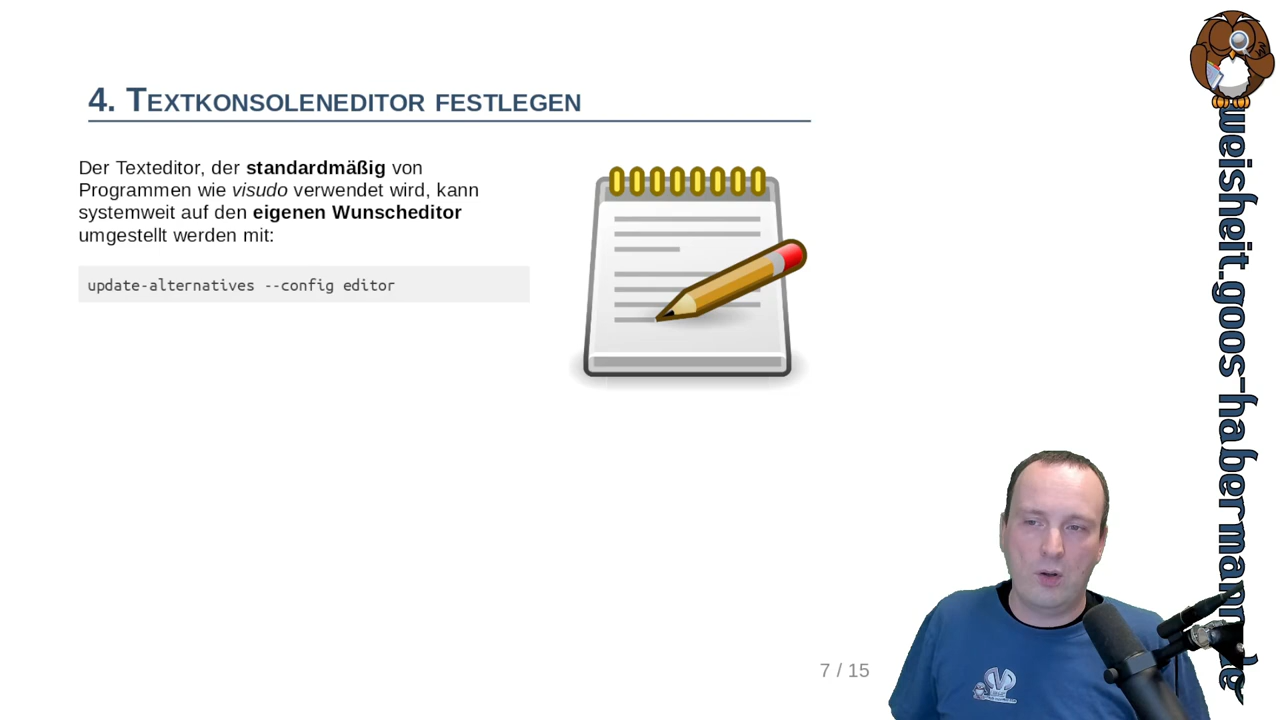 4. TEXTKONSOLENEDITOR FESTLEGEN
Der Texteditor, der standardmäßig von
Programmen wie visudo verwendet wird, kann
systemweit auf den eigenen Wunscheditor
umgestellt werden mit:
update-alternatives --config editor
7 / 15
weisheit.goos-habermann.de